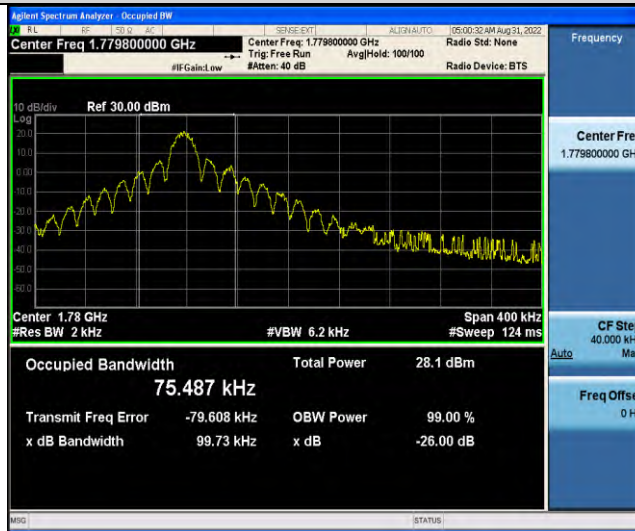 Agilent Spectrum Analyzer - Occupied BW
RL RF 50 Ω AC SENSE:EXT ALIGNAUTO 05:00:32 AM Aug 31, 2022
Center Freq 1.779800000 GHz Center Freq: 1.779800000 GHz Radio Std: None Frequency
Trig: Free Run Avg|Hold: 100/100
#IFGain:Low #Atten: 40 dB Radio Device: BTS
10 dB/div Ref 30.00 dBm
Log
20.0
10.0
0.00
-10.0
-20.0
-30.0
-40.0
-50.0
-60.0
Center Fre
1.779800000 GH
Center 1.78 GHz Span 400 kHz
#Res BW 2 kHz #VBW 6.2 kHz #Sweep 124 ms
CF Ste
40.000 kH
Auto Ma
Occupied Bandwidth Total Power 28.1 dBm
75.487 kHz
Freq Offse
0 H
Transmit Freq Error -79.608 kHz OBW Power 99.00 %
x dB Bandwidth 99.73 kHz x dB -26.00 dB
MSG STATUS